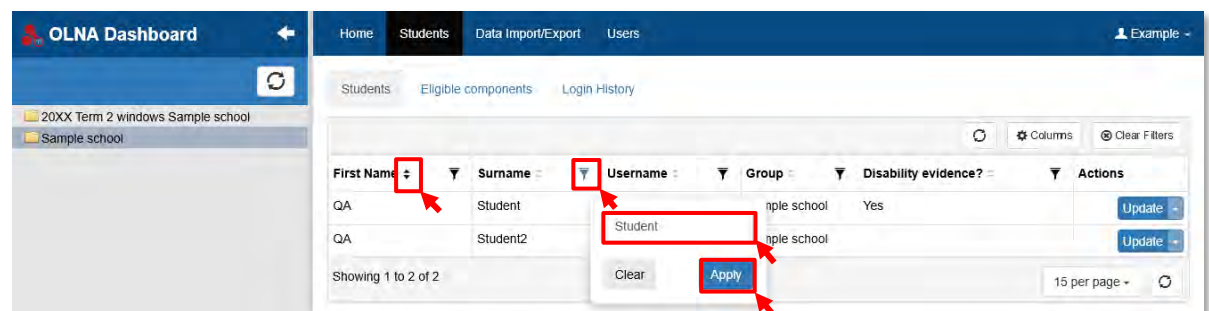 OLNA Dashboard
Home Students Data Import/Export Users Example
Students Eligible components Login History
20XX Term 2 windows Sample school
Sample school
Columns Clear Filters
First Name Surname Username Group Disability evidence? Actions
QA Student mple school Yes Update
Student
QA Student2 mple school Update
Showing 1 to 2 of 2 Clear Apply 15 per page